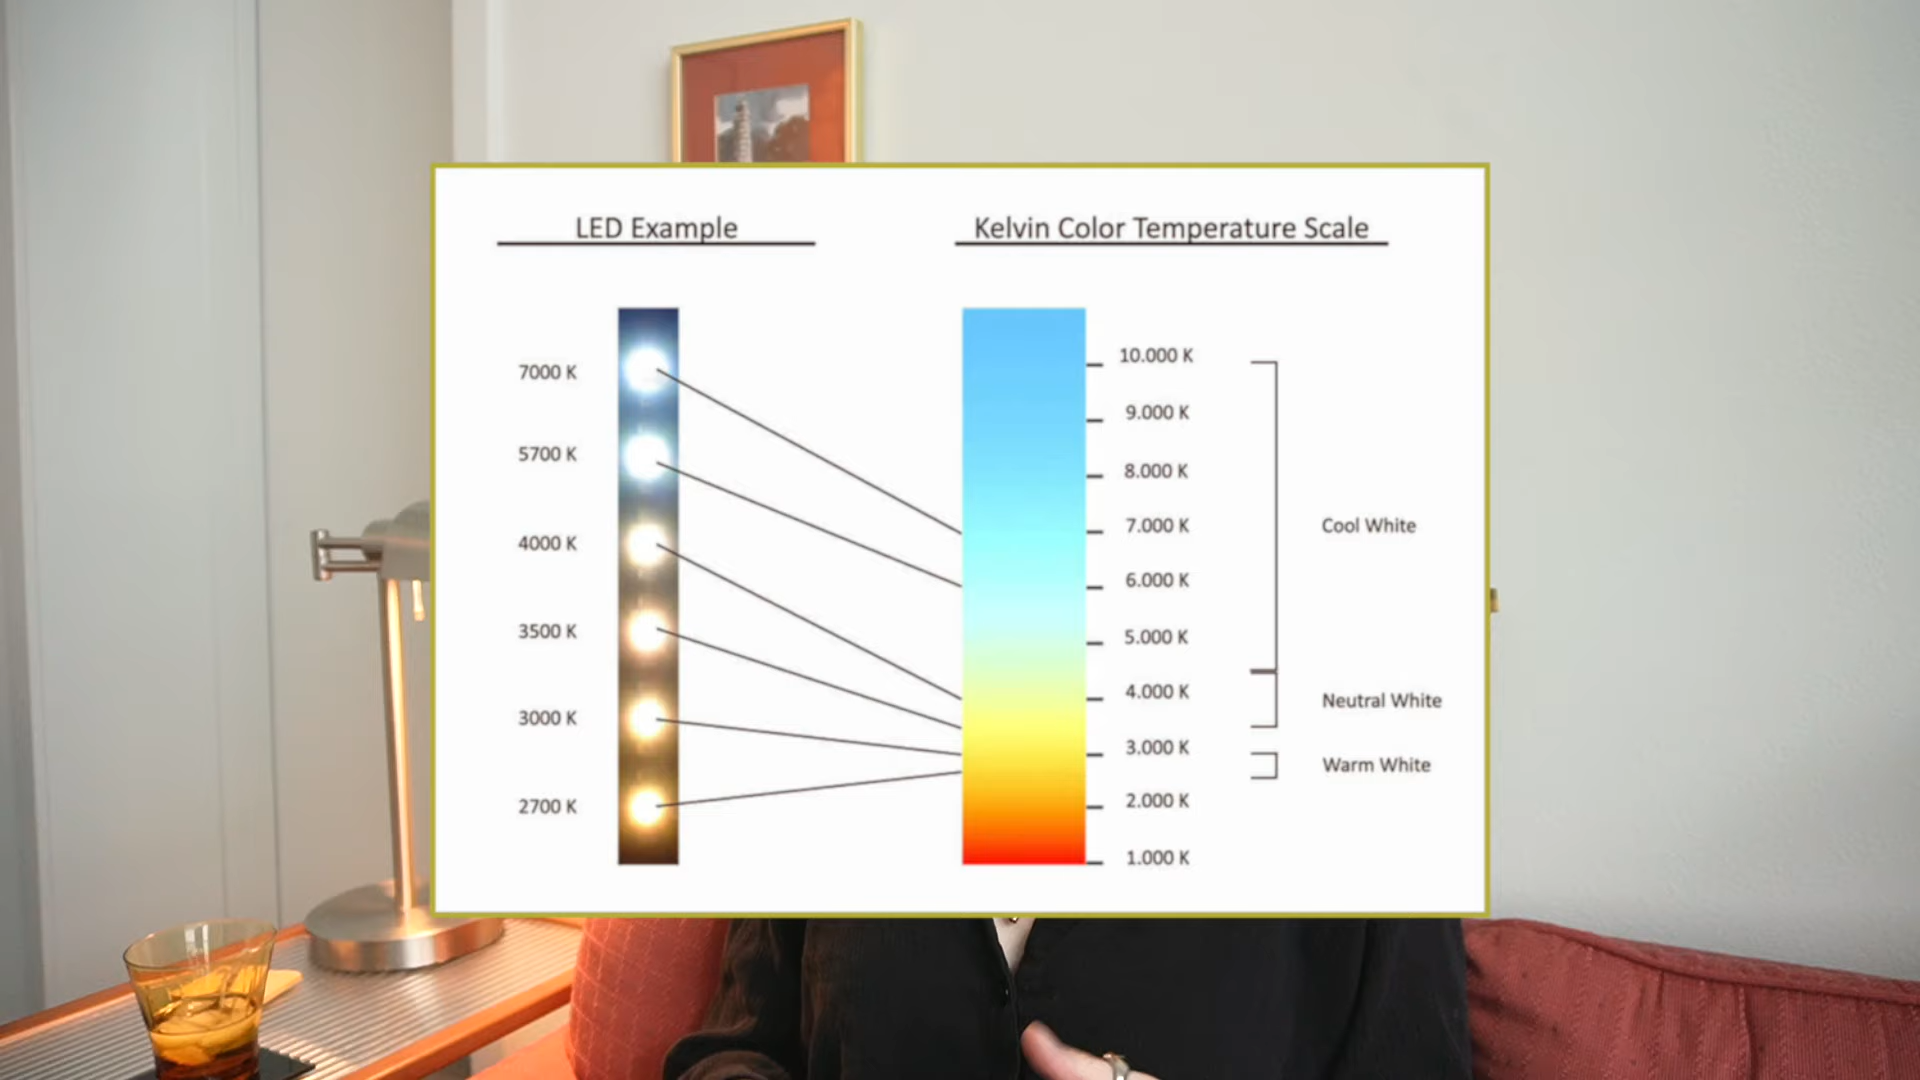 LED Example
7000 K
5700 K
4000 K
3500 K
3000 K
2700 K
Kelvin Color Temperature Scale
10.000 K
9.000 K
8.000 K
7.000 K
6.000 K
5.000 K
4.000 K
3.000 K
2.000 K
1.000 K
Cool White
Neutral White
Warm White